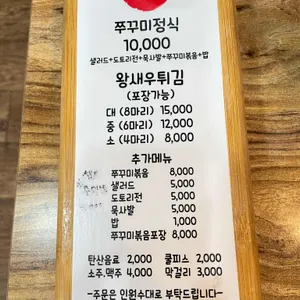 쭈꾸미정식
10,000
샐러드+도토리전+묵사발+쭈꾸미볶음+밥
왕새우튀김
(포장가능)
대 (8마리) 15,000
중 (6마리) 12,000
소 (4마리) 8,000
추가메뉴
쭈꾸미볶음 8,000
샐러드 5,000
도토리전 5,000
묵사발 5,000
밥 1,000
쭈꾸미볶음포장 8,000
탄산음료 2,000 쿨피스 2,000
소주.맥주 4,000 막걸리 3,000
-주문은 인원수대로 부탁드립니다-